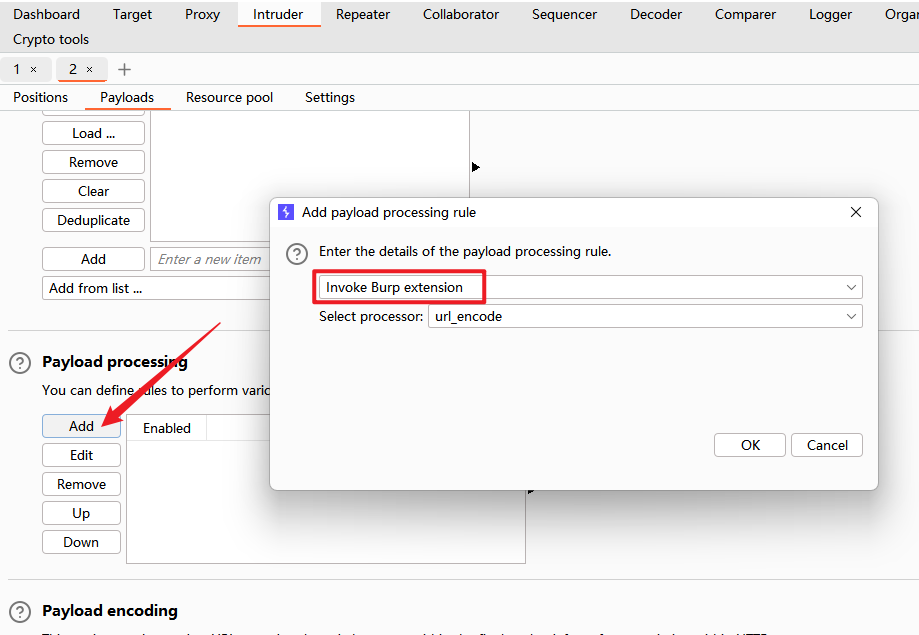 Dashboard Target Proxy Intruder Repeater Collaborator Sequencer Decoder Comparer Logger
Crypto tools
1 × 2 × +
Positions Payloads Resource pool Settings
Load ...
Remove
Clear
Deduplicate
Add Enter a new item
Add from list ...
Add payload processing rule
? Enter the details of the payload processing rule.
Invoke Burp extension
Select processor: url_encode
OK Cancel
? Payload processing
You can define rules to perform
Add Enabled
Edit
Remove
Up
Down
? Payload encoding